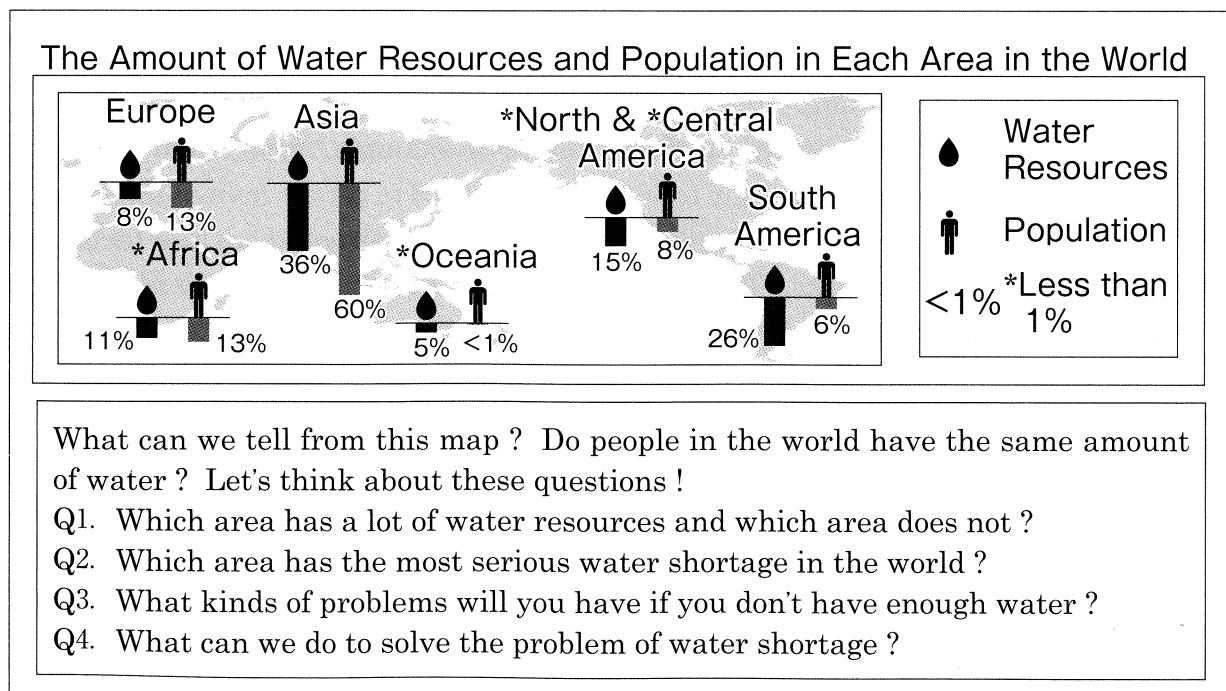 The Amount of Water Resources and Population in Each Area in the World
Europe
8% 13%
Asia
36%
60%
*North & *Central
America
15% 8%
South
America
26% 6%
*Africa
11% 13%
*Oceania
5% <1%
Water
Resources
Population
<1% *Less than
1%
What can we tell from this map ? Do people in the world have the same amount
of water ? Let's think about these questions !
Q1. Which area has a lot of water resources and which area does not ?
Q2. Which area has the most serious water shortage in the world ?
Q3. What kinds of problems will you have if you don't have enough water ?
Q4. What can we do to solve the problem of water shortage ?